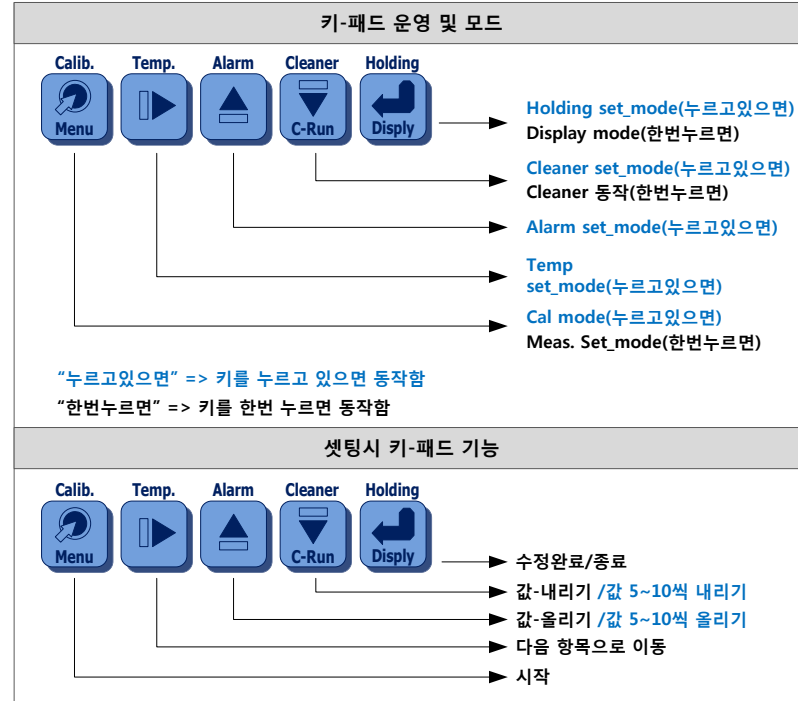 키-패드 운영 및 모드
Calib. Temp. Alarm Cleaner Holding
Menu C-Run Disply
Holding set_mode(누르고있으면)
Display mode(한번누르면)
Cleaner set_mode(누르고있으면)
Cleaner 동작(한번누르면)
Alarm set_mode(누르고있으면)
Temp
set_mode(누르고있으면)
Cal mode(누르고있으면)
Meas. Set_mode(한번누르면)
“누르고있으면” => 키를 누르고 있으면 동작함
“한번누르면” => 키를 한번 누르면 동작함
셋팅시 키-패드 기능
Calib. Temp. Alarm Cleaner Holding
Menu C-Run Disply
수정완료/종료
값-내리기 /값 5~10씩 내리기
값-올리기 /값 5~10씩 올리기
다음 항목으로 이동
시작